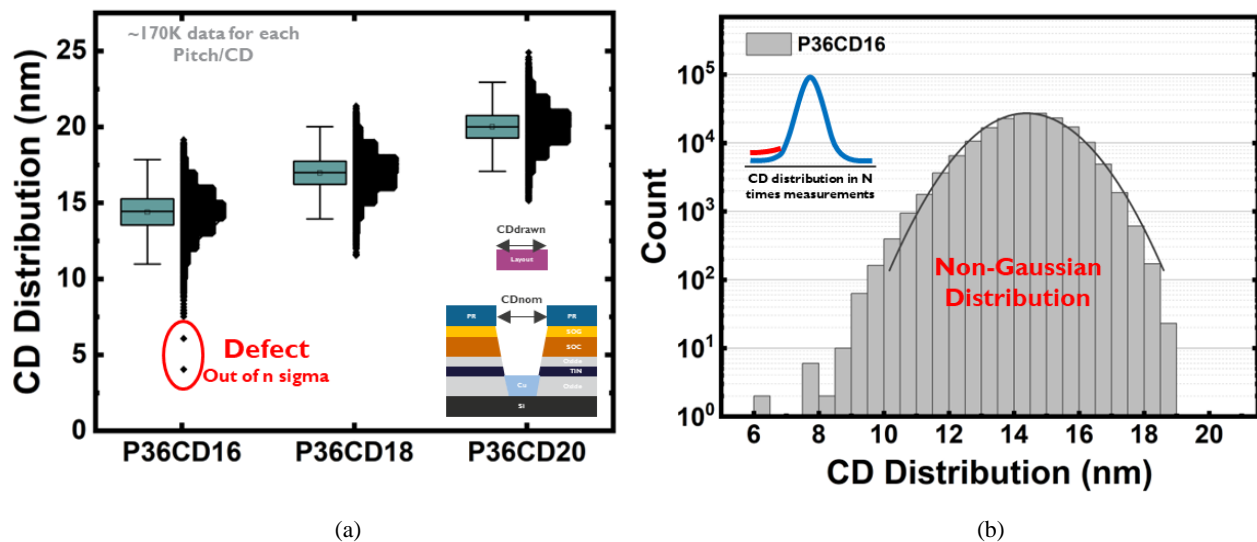 ~170K data for each
Pitch/CD
CD Distribution (nm)
25
20
15
10
5
0
CDdrawn
Layout
CDnom
PR
PR
SOG
SOC
Oxide
TiN
Cu
Oxide
Si
Defect
Out of n sigma
P36CD16
P36CD18
P36CD20
(a)
P36CD16
CD distribution in N
times measurements
Non-Gaussian
Distribution
Count
10^5
10^4
10^3
10^2
10^1
10^0
6
8
10
12
14
16
18
20
CD Distribution (nm)
(b)